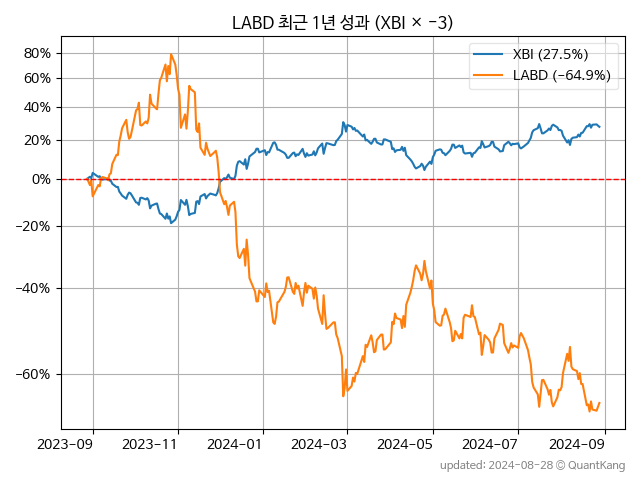 LABD 최근 1년 성과 (XBI × −3)
XBI (27.5%)
LABD (−64.9%)
80%
60%
40%
20%
0%
−20%
−40%
−60%
2023−09 2023−11 2024−01 2024−03 2024−05 2024−07 2024−09
updated: 2024-08-28 © QuantKang